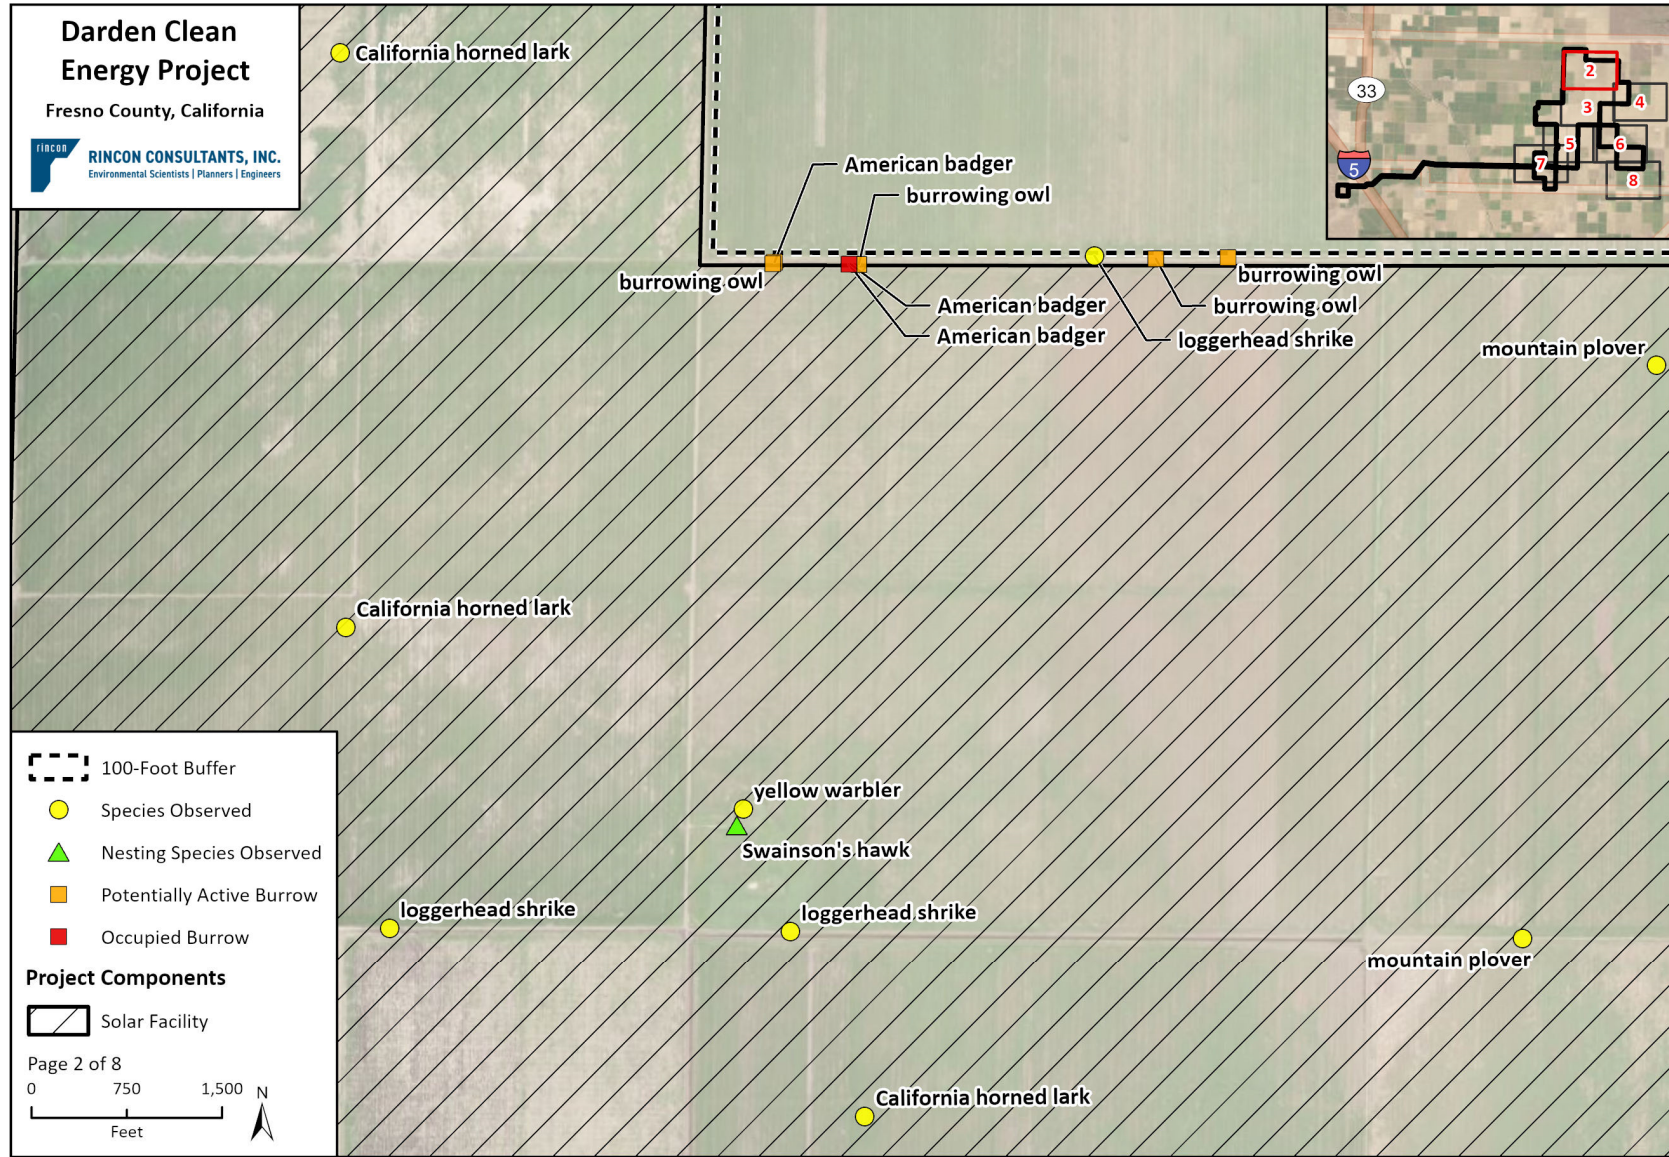 Darden Clean
Energy Project
Fresno County, California
rincon
RINCON CONSULTANTS, INC.
Environmental Scientists | Planners | Engineers
California horned lark
33
5
2
3
4
5
6
7
8
American badger
burrowing owl
burrowing owl
burrowing owl
American badger
burrowing owl
American badger
loggerhead shrike
mountain plover
California horned lark
yellow warbler
Swainson's hawk
loggerhead shrike
loggerhead shrike
mountain plover
California horned lark
100-Foot Buffer
Species Observed
Nesting Species Observed
Potentially Active Burrow
Occupied Burrow
Project Components
Solar Facility
Page 2 of 8
0 750 1,500
Feet
N